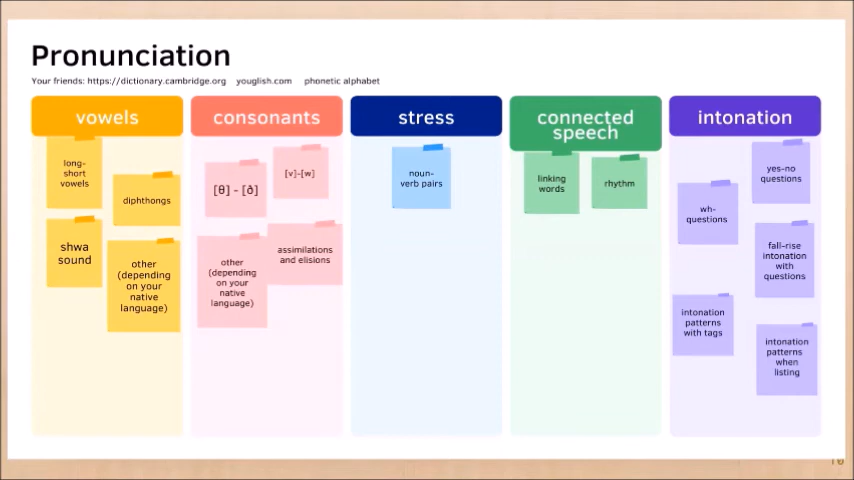 Pronunciation
Your friends: https://dictionary.cambridge.org youglish.com phonetic alphabet
vowels
long-
short
vowels
diphthongs
shwa
sound
other
(depending
on your
native
language)
consonants
[θ] - [ð]
[v]-[w]
other
(depending
on your
native
language)
assimilations
and elisions
stress
noun-
verb pairs
connected
speech
linking
words
rhythm
intonation
yes-no
questions
wh-
questions
fall-rise
intonation
with
questions
intonation
patterns
with tags
intonation
patterns
when
listing